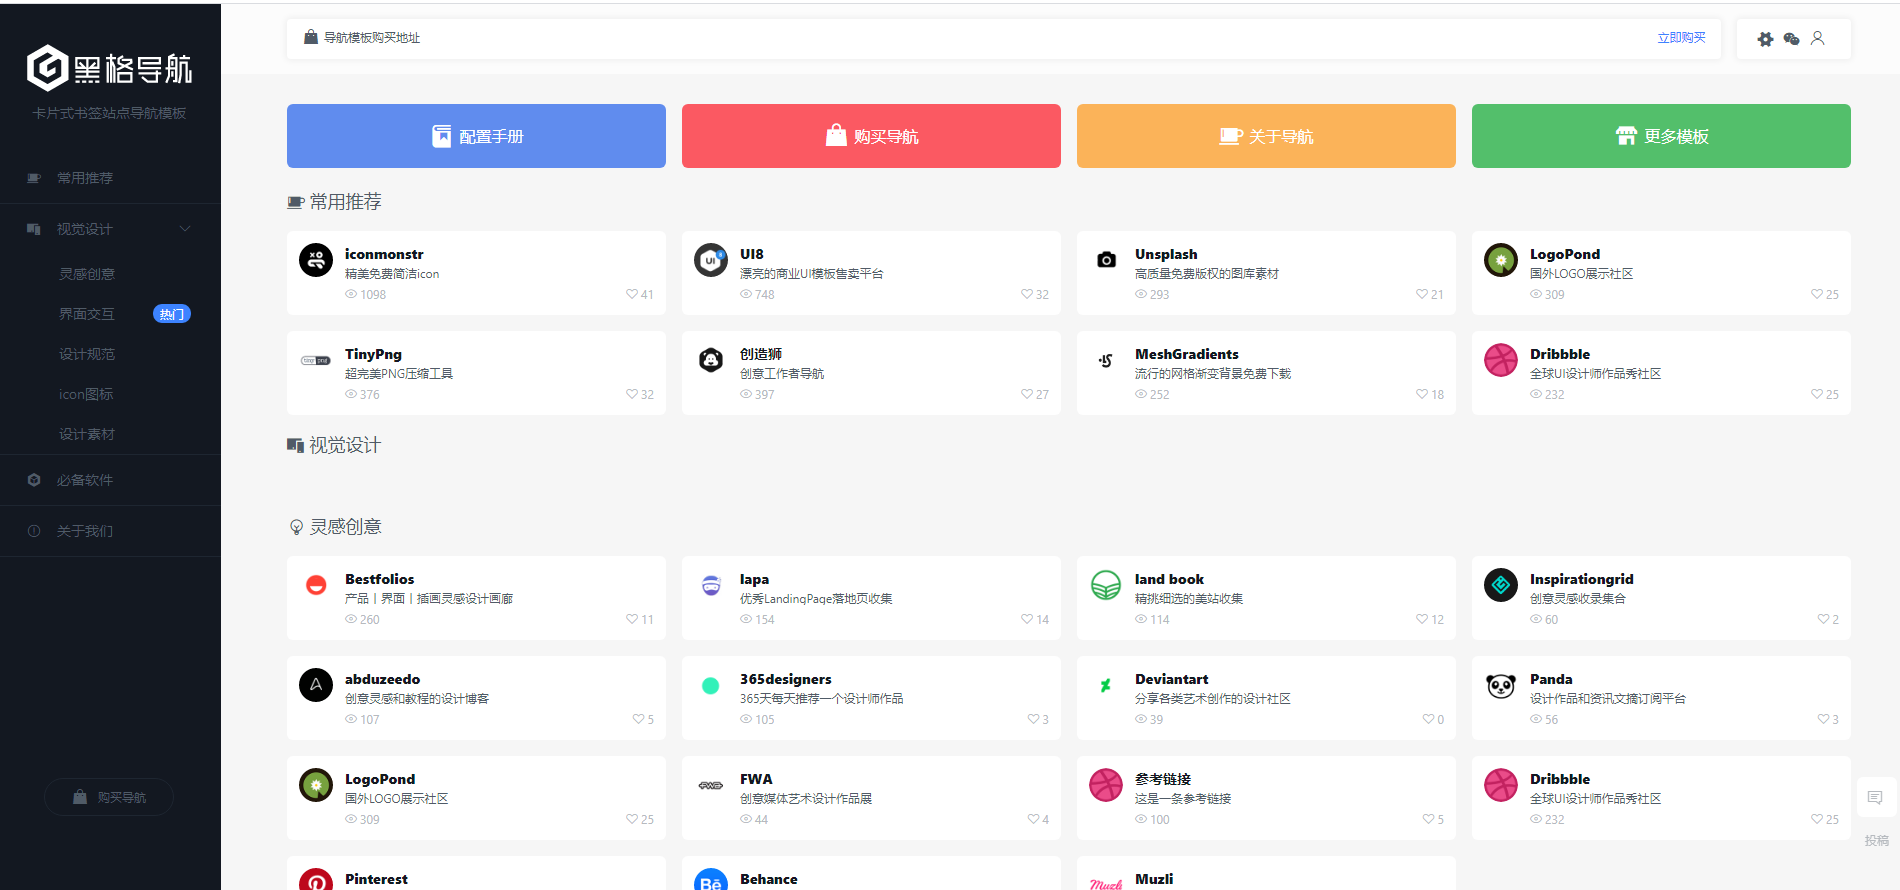 黑格导航
卡片式书签站点导航模板
常用推荐
视觉设计
灵感创意
界面交互 热门
设计规范
icon图标
设计素材
必备软件
关于我们
购买导航
导航模板购买地址 立即购买
配置手册 购买导航 关于导航 更多模板
常用推荐
iconmonstr
精美免费简洁icon
1098 41
UI8
漂亮的商业UI模板售卖平台
748 32
Unsplash
高质量免费版权的图库素材
293 21
LogoPond
国外LOGO展示社区
309 25
TinyPng
超完美PNG压缩工具
376 32
创造狮
创意工作者导航
397 27
MeshGradients
流行的网格渐变背景免费下载
252 18
Dribbble
全球UI设计师作品秀社区
232 25
视觉设计
灵感创意
Bestfolios
产品丨界面丨插画灵感设计画廊
260 11
lapa
优秀LandingPage落地页收集
154 14
land book
精挑细选的美站收集
114 12
Inspirationgrid
创意灵感收录集合
60 2
abduzeedo
创意灵感和教程的设计博客
107 5
365designers
365天每天推荐一个设计师作品
105 3
Deviantart
分享各类艺术创作的设计社区
39 0
Panda
设计作品和资讯文摘订阅平台
56 3
LogoPond
国外LOGO展示社区
309 25
FWA
创意媒体艺术设计作品展
44 4
参考链接
这是一条参考链接
100 5
Dribbble
全球UI设计师作品秀社区
232 25
Pinterest
Behance
Muzli
投稿